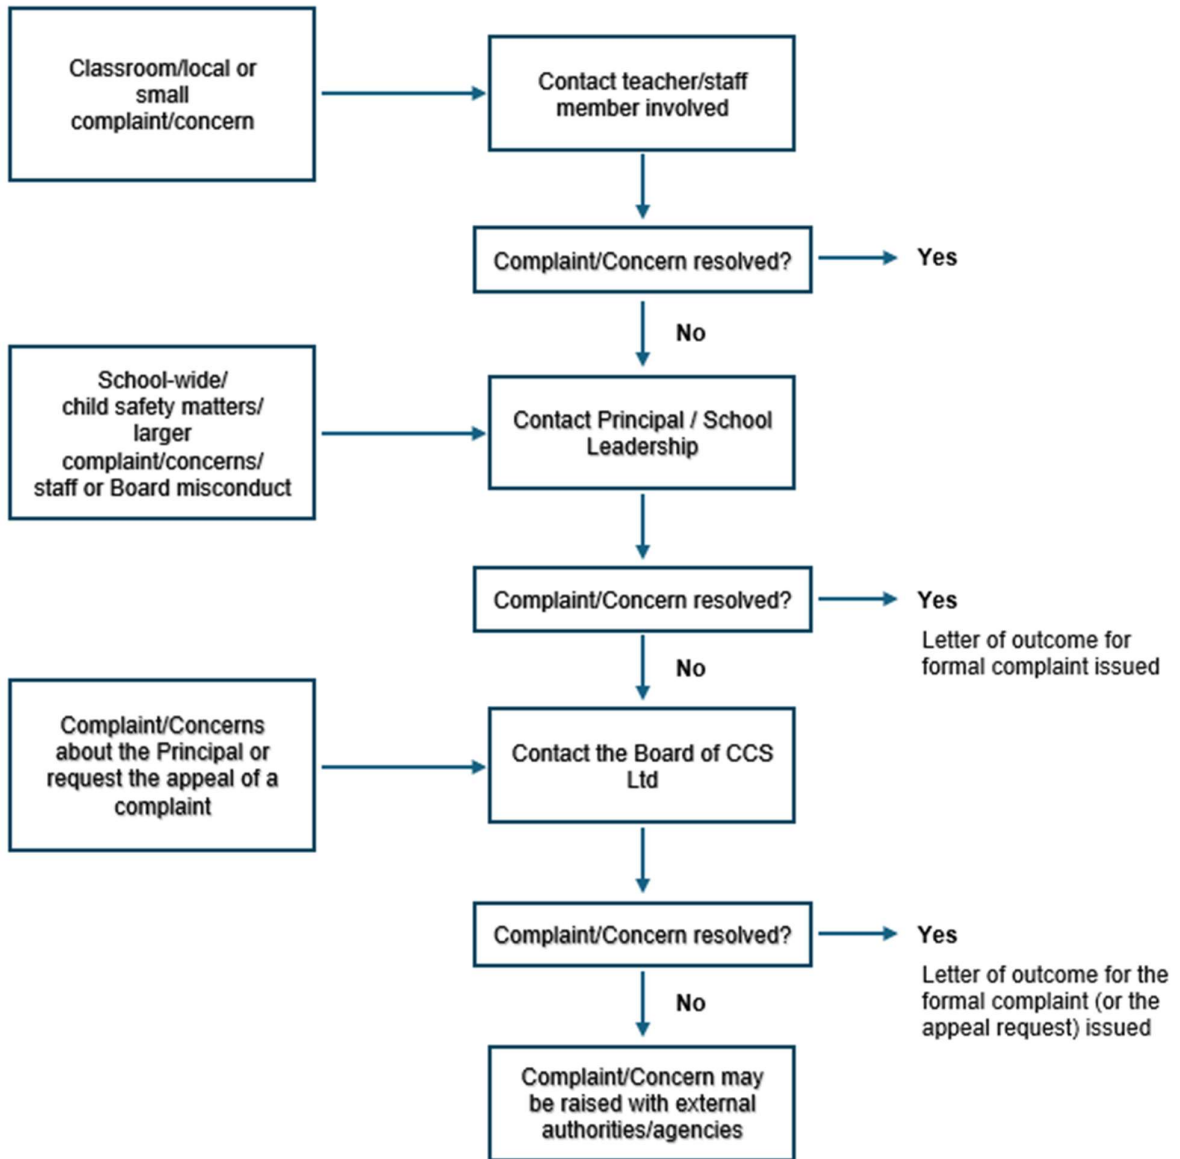 Classroom/local or
small
complaint/concern
Contact teacher/staff
member involved
Complaint/Concern resolved?
Yes
No
School-wide/
child safety matters/
larger
complaint/concerns/
staff or Board misconduct
Contact Principal / School
Leadership
Complaint/Concern resolved?
Yes
Letter of outcome for
formal complaint issued
No
Complaint/Concerns
about the Principal or
request the appeal of a
complaint
Contact the Board of CCS
Ltd
Complaint/Concern resolved?
Yes
Letter of outcome for the
formal complaint (or the
appeal request) issued
No
Complaint/Concern may
be raised with external
authorities/agencies